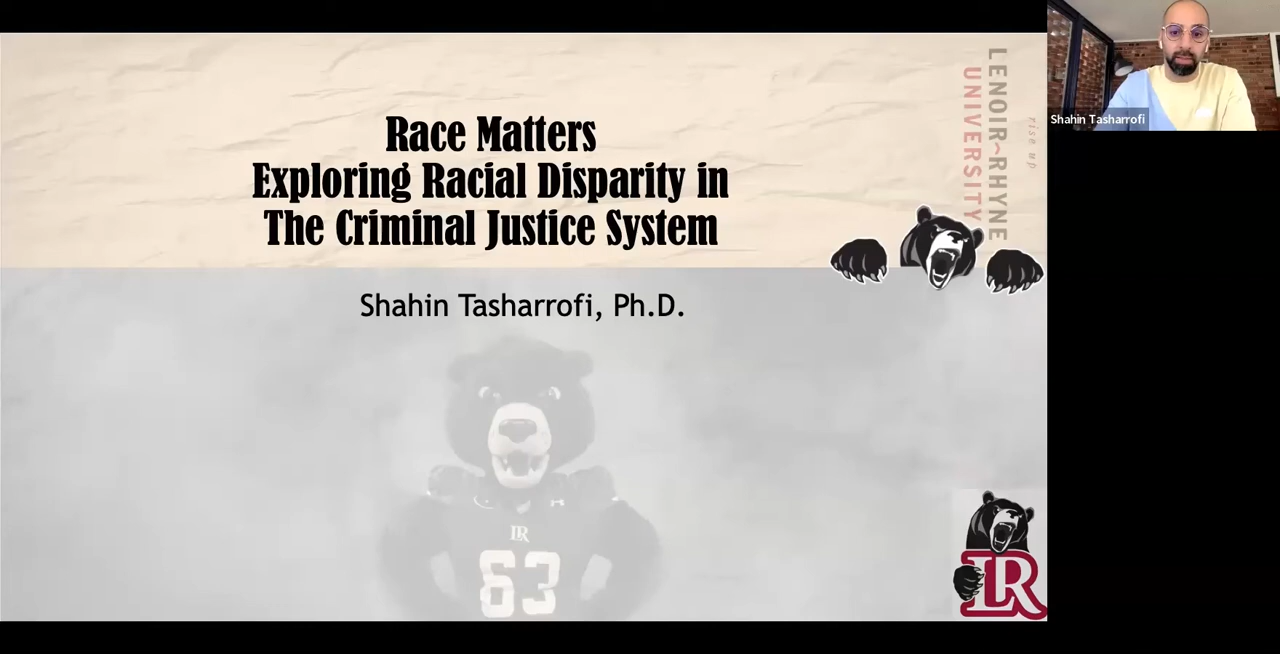 Race Matters
Exploring Racial Disparity in
The Criminal Justice System
Shahin Tasharrofi, Ph.D.
LENOIR-RHYNE
UNIVERSITY
rise up
LR
63
LR
Shahin Tasharrofi